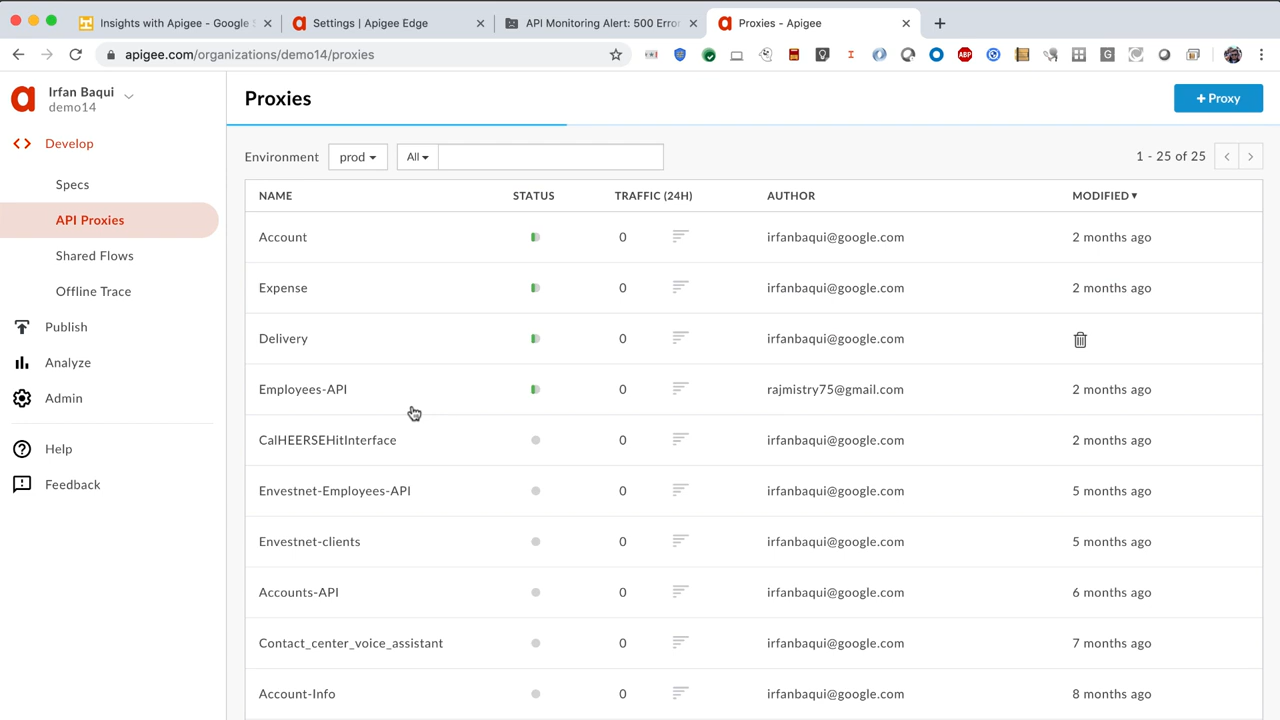 Insights with Apigee - Google S
Settings | Apigee Edge
API Monitoring Alert: 500 Error
Proxies - Apigee
apigee.com/organizations/demo14/proxies
ABP
G
Irfan Baqui
demo14
Develop
Specs
API Proxies
Shared Flows
Offline Trace
Publish
Analyze
Admin
Help
Feedback
Proxies
+ Proxy
Environment prod All 1 - 25 of 25
NAME STATUS TRAFFIC (24H) AUTHOR MODIFIED
Account 0 irfanbaqui@google.com 2 months ago
Expense 0 irfanbaqui@google.com 2 months ago
Delivery 0 irfanbaqui@google.com
Employees-API 0 rajmistry75@gmail.com 2 months ago
CalHEERSEHITInterface 0 irfanbaqui@google.com 2 months ago
Envestnet-Employees-API 0 irfanbaqui@google.com 5 months ago
Envestnet-clients 0 irfanbaqui@google.com 5 months ago
Accounts-API 0 irfanbaqui@google.com 6 months ago
Contact_center_voice_assistant 0 irfanbaqui@google.com 7 months ago
Account-Info 0 irfanbaqui@google.com 8 months ago